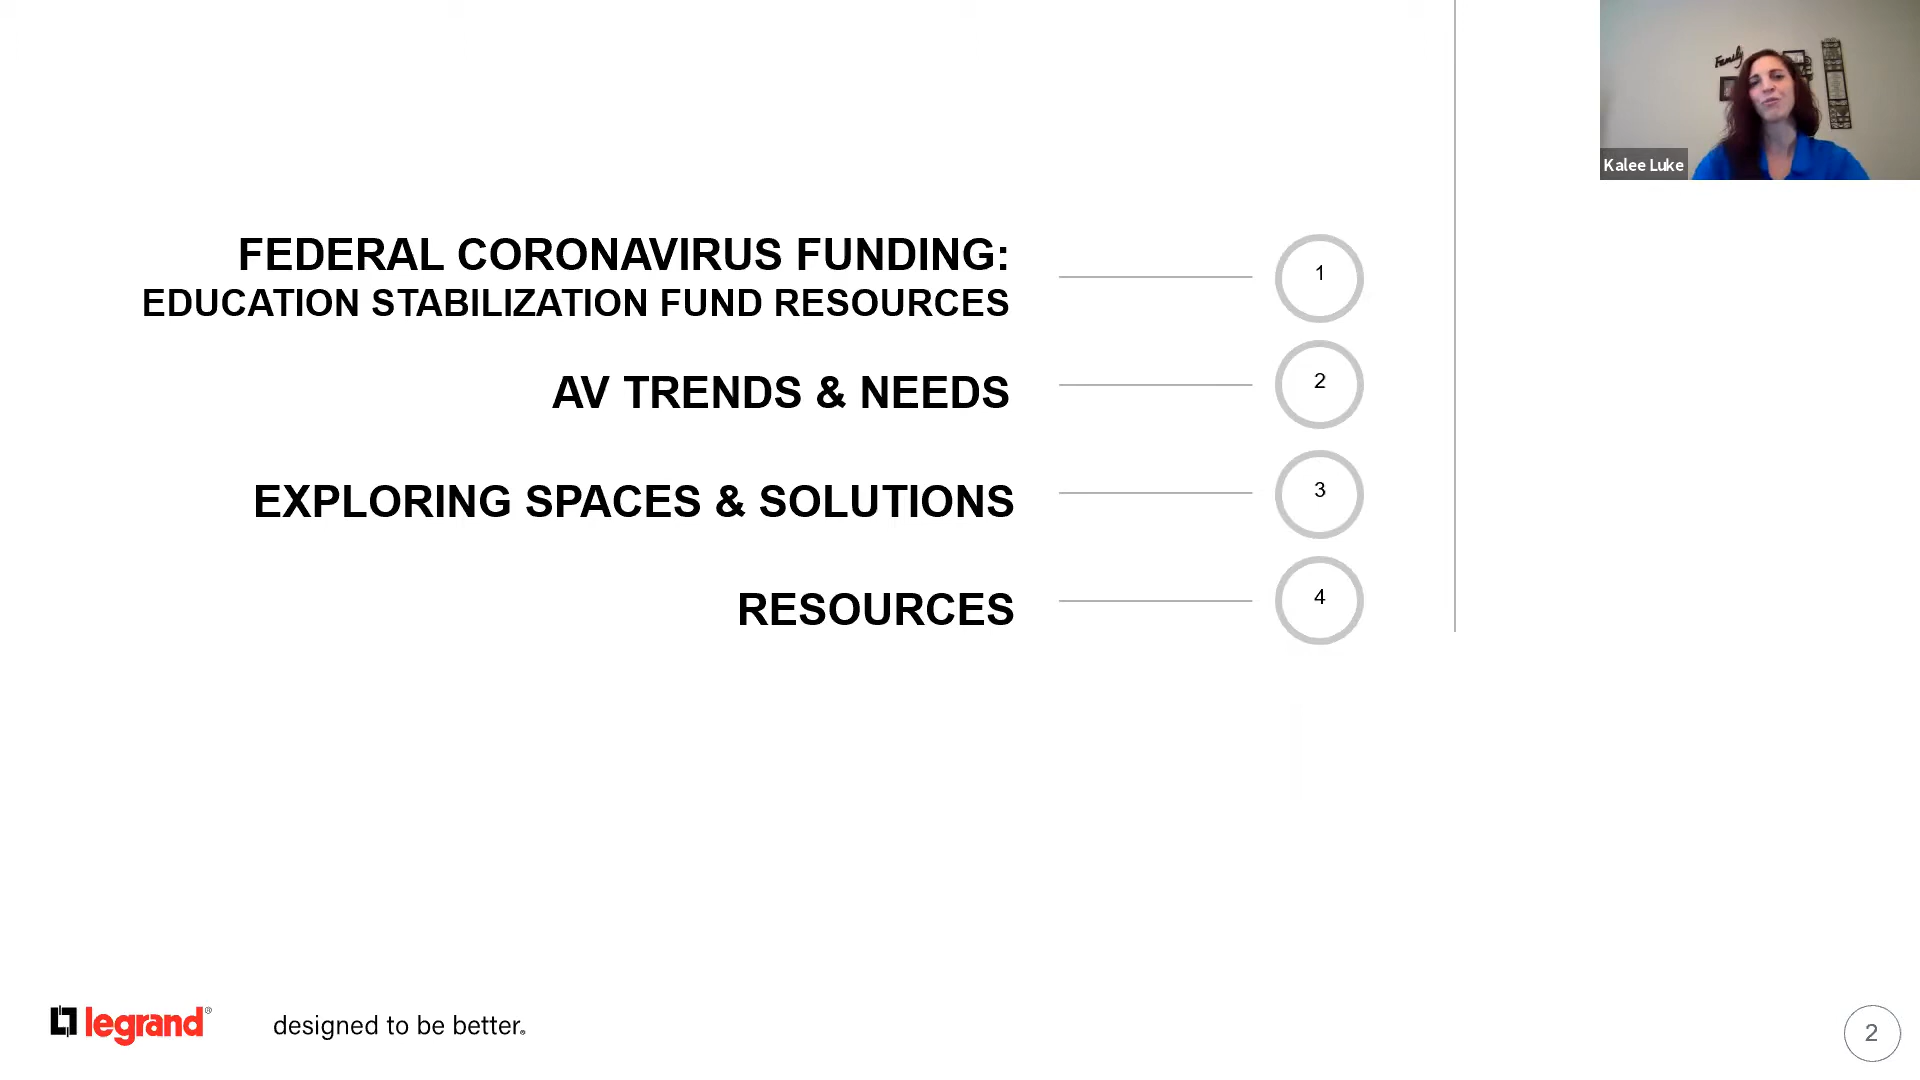 Family
Kalee Luke
FEDERAL CORONAVIRUS FUNDING:
EDUCATION STABILIZATION FUND RESOURCES
1
AV TRENDS & NEEDS
2
EXPLORING SPACES & SOLUTIONS
3
RESOURCES
4
legrand®
designed to be better.®
2